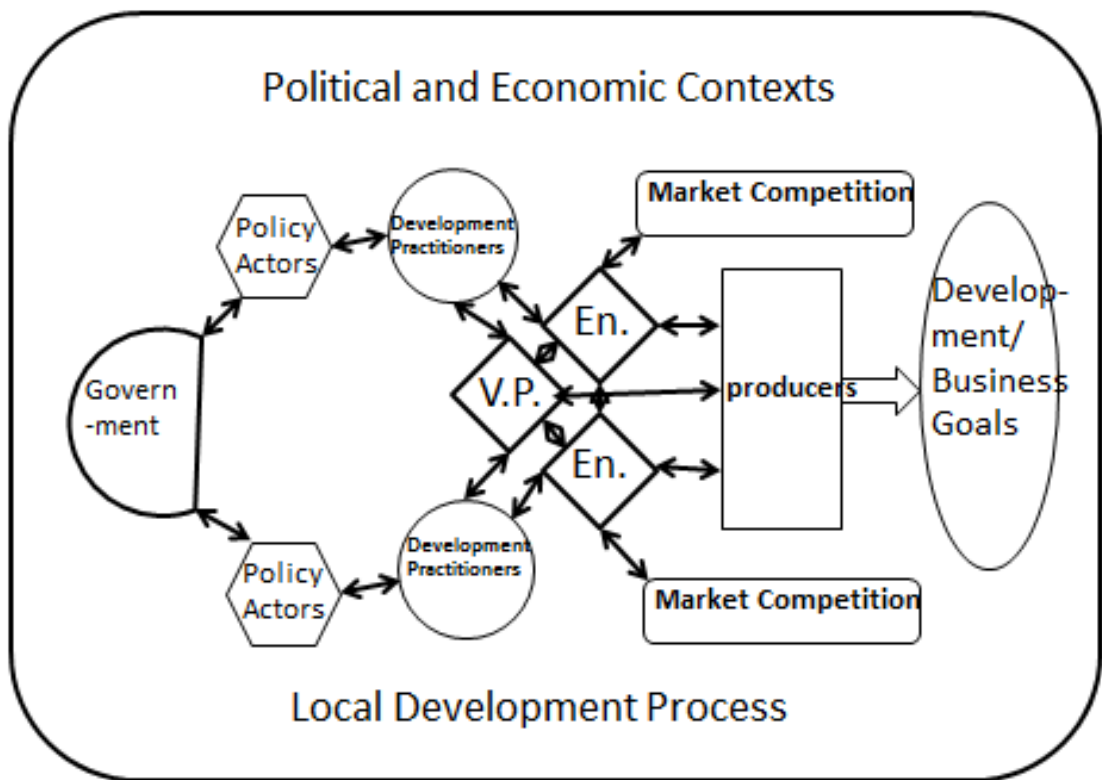 Political and Economic Contexts
Market Competition
Policy
Actors
Development
Practitioners
En.
Develop-
ment/
Business
Goals
Govern
-ment
V.P.
producers
En.
Development
Practitioners
Policy
Actors
Market Competition
Local Development Process